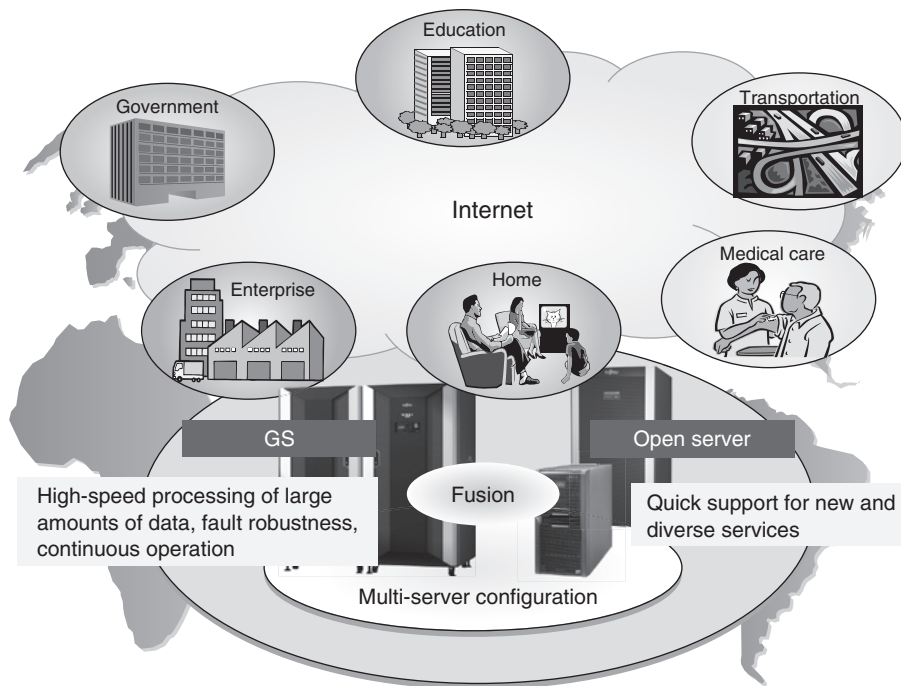 Education
Government
Transportation
Internet
Medical care
Enterprise
Home
GS
Open server
High-speed processing of large
amounts of data, fault robustness,
continuous operation
Fusion
Quick support for new and
diverse services
Multi-server configuration